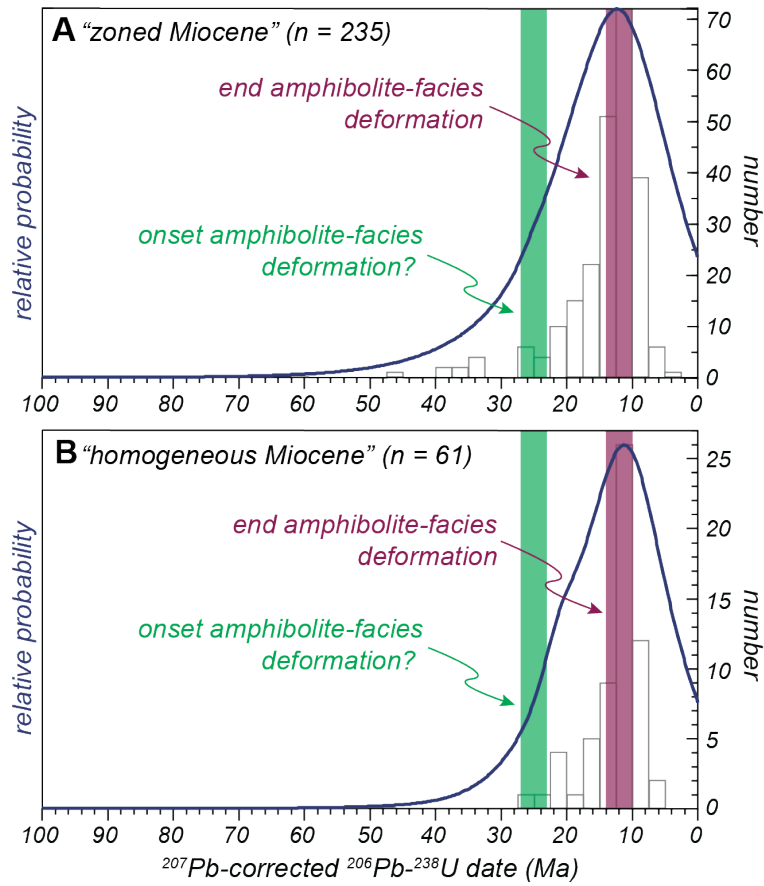 A "zoned Miocene" (n = 235)
end amphibolite-facies
deformation
onset amphibolite-facies
deformation?
relative probability
number
70
60
50
40
30
20
10
0
100 90 80 70 60 50 40 30 20 10 0
B "homogeneous Miocene" (n = 61)
end amphibolite-facies
deformation
onset amphibolite-facies
deformation?
relative probability
number
25
20
15
10
5
0
100 90 80 70 60 50 40 30 20 10 0
²⁰⁷Pb-corrected ²⁰⁶Pb-²³⁸U date (Ma)